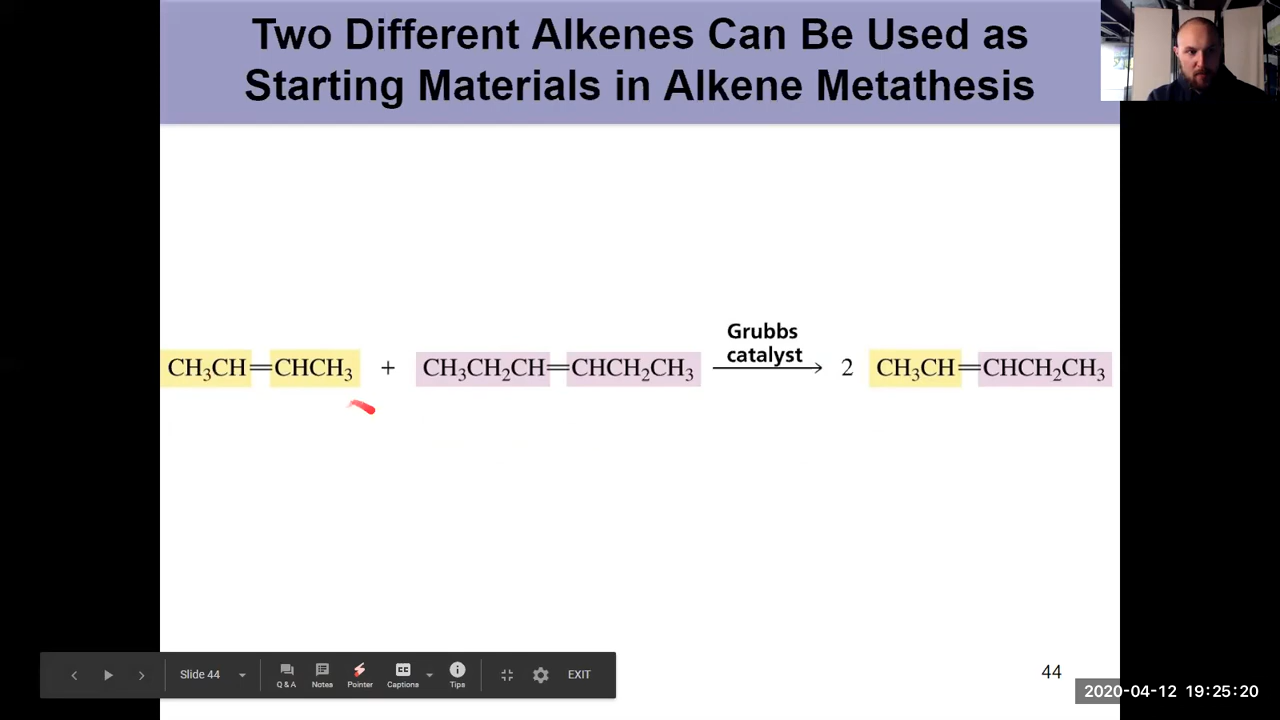 Two Different Alkenes Can Be Used as
Starting Materials in Alkene Metathesis
Grubbs
catalyst
CH₃CH=CHCH₃ + CH₃CH₂CH=CHCH₂CH₃ → 2 CH₃CH=CHCH₂CH₃
Slide 44
Q & A
Notes
Pointer
CC
Captions
Tips
EXIT
44
2020-04-12 19:25:20